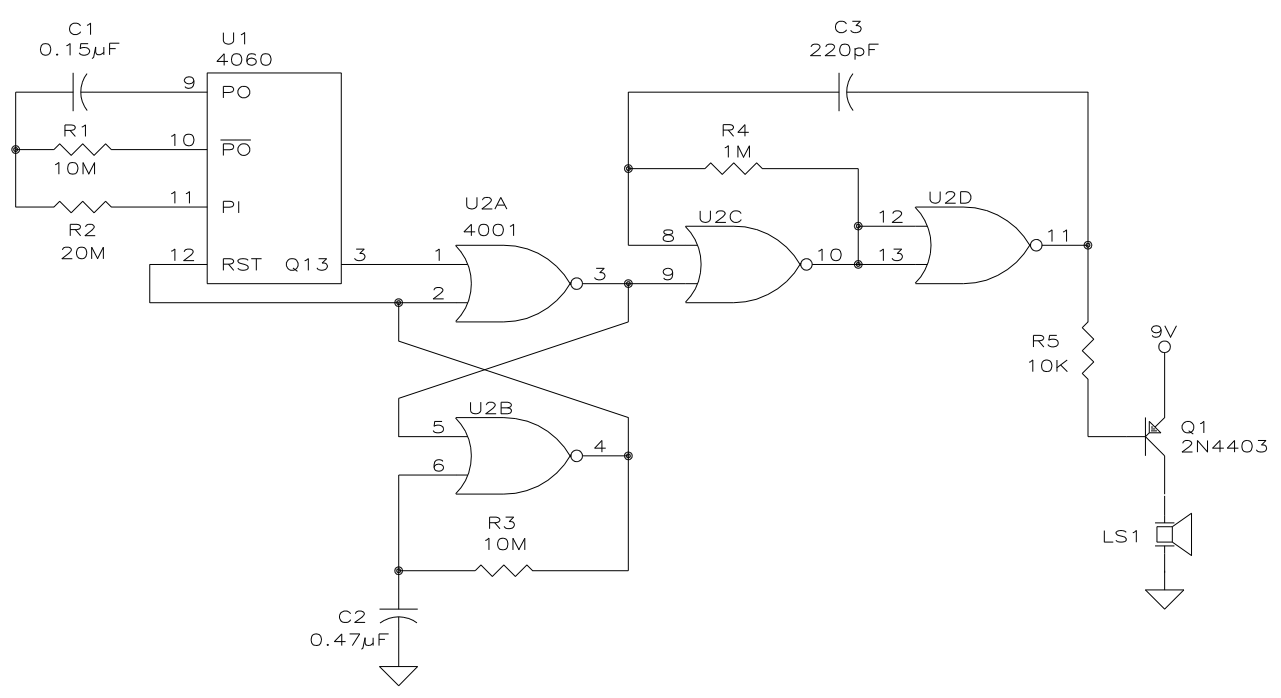 C1
0.15µF
U1
4060
9
PO
R1
10M
10
PO
11
PI
R2
20M
12
RST
Q13
3
U2A
4001
1
2
3
C3
220pF
R4
1M
U2C
8
9
10
U2D
12
13
11
R5
10K
9V
Q1
2N4403
LS1
U2B
5
6
4
R3
10M
C2
0.47µF